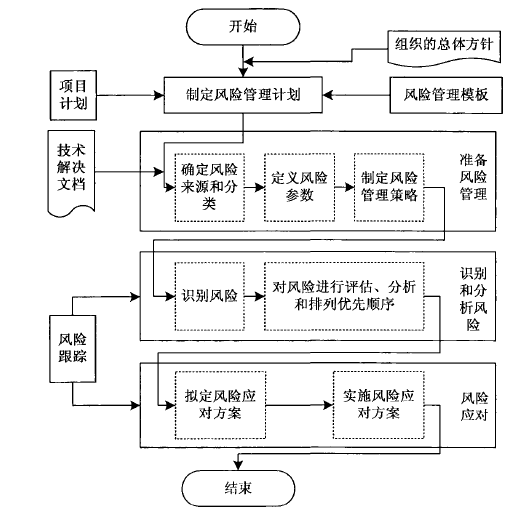 开始
组织的总体方针
项目
计划
制定风险管理计划
风险管理模板
技术
解决
文档
确定风险
来源和分
类
定义风险
参数
制定风险
管理策略
准备
风险
管理
识别风险
对风险进行评估、分析
和排列优先顺序
识别
和分
析风
险
风险
跟踪
拟定风险应
对方案
实施风险应
对方案
风险
应对
结束